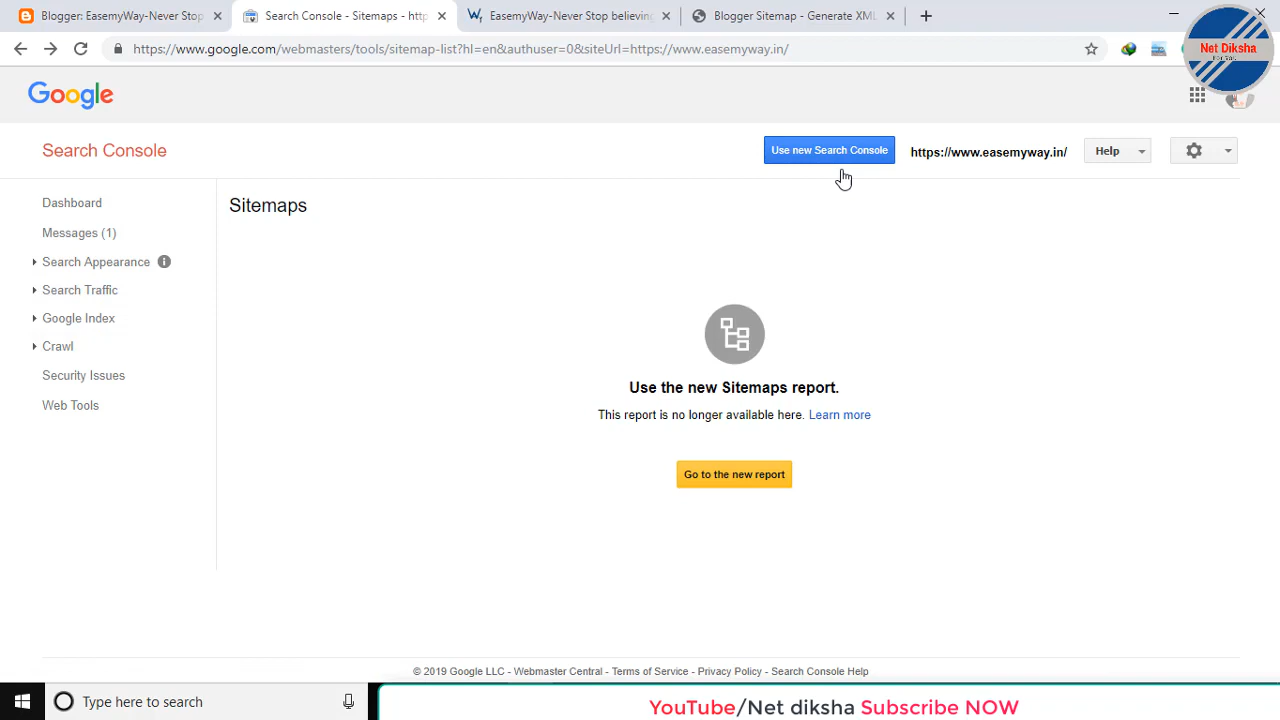 Blogger: EasemyWay-Never Stop
Search Console - Sitemaps - http
EasemyWay-Never Stop believing
Blogger Sitemap - Generate XML
https://www.google.com/webmasters/tools/sitemap-list?hl=en&authuser=0&siteUrl=https://www.easemyway.in/
Net Diksha
Google
Search Console
Use new Search Console
https://www.easemyway.in/
Help
Dashboard
Messages (1)
Search Appearance
Search Traffic
Google Index
Crawl
Security Issues
Web Tools
Sitemaps
Use the new Sitemaps report.
This report is no longer available here. Learn more
Go to the new report
© 2019 Google LLC - Webmaster Central - Terms of Service - Privacy Policy - Search Console Help
Type here to search
YouTube/Net diksha Subscribe NOW